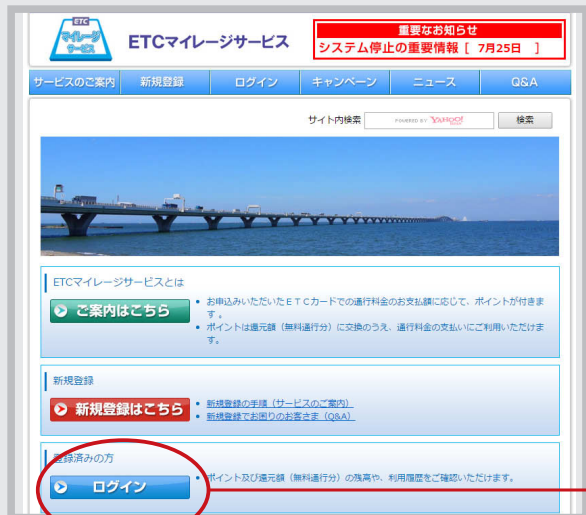 ETC
マイレージ
サービス
ETCマイレージサービス
重要なお知らせ
システム停止の重要情報［ 7月25日 ］
サービスのご案内 新規登録 ログイン キャンペーン ニュース Q&A
サイト内検索 POWERED BY YAHOO! 検索
ETCマイレージサービスとは
ご案内はこちら
・お申込みいただいたＥＴＣカードでの通行料金のお支払額に応じて、ポイントが付きま
す。
・ポイントは還元額（無料通行分）に交換のうえ、通行料金の支払いにご利用いただけま
す。
新規登録
新規登録はこちら
・新規登録の手順（サービスのご案内）
・新規登録でお困りのお客さま（Q&A）
登録済みの方
ログイン
・ポイント及び還元額（無料通行分）の残高や、利用履歴をご確認いただけます。